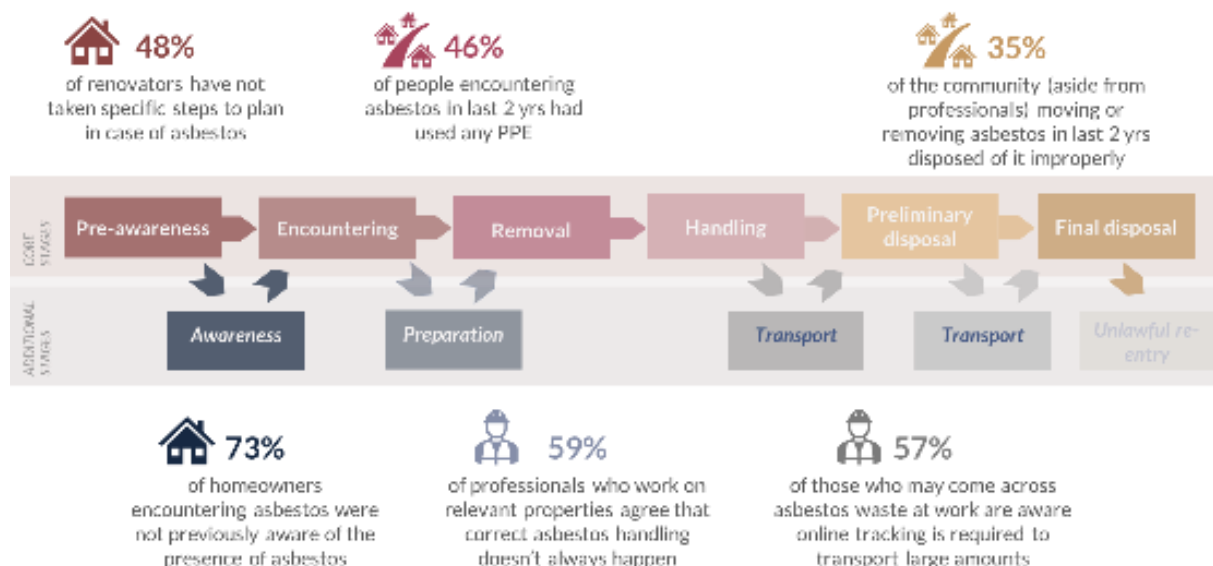 48%
of renovators have not
taken specific steps to plan
in case of asbestos
46%
of people encountering
asbestos in last 2 yrs had
used any PPE
35%
of the community (aside from
professionals) moving or
removing asbestos in last 2 yrs
disposed of it improperly
CORE
STAGES
Pre-awareness
Encountering
Removal
Handling
Preliminary
disposal
Final disposal
ADDITIONAL
STAGES
Awareness
Preparation
Transport
Transport
Unlawful re-
entry
73%
of homeowners
encountering asbestos were
not previously aware of the
presence of asbestos
59%
of professionals who work on
relevant properties agree that
correct asbestos handling
doesn't always happen
57%
of those who may come across
asbestos waste at work are aware
online tracking is required to
transport large amounts